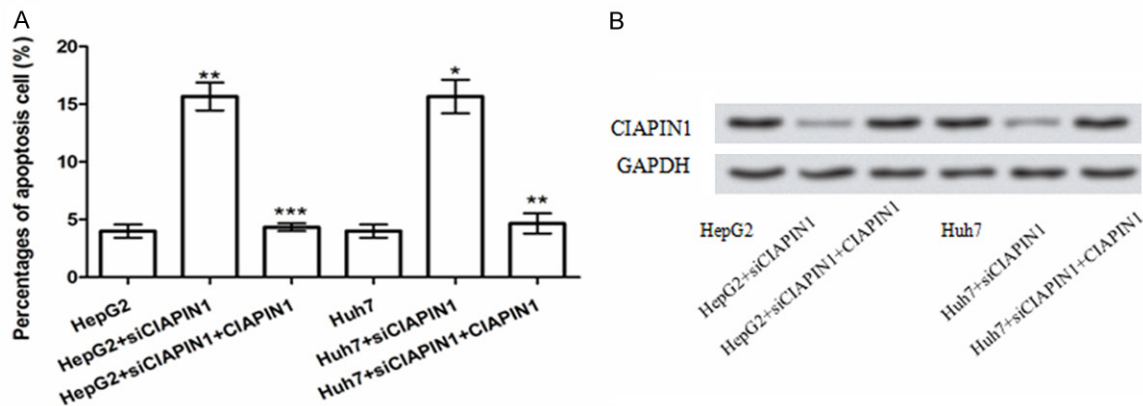 A
Percentages of apoptosis cell (%)
20
15
10
5
0
**
***
*
**
HepG2
HepG2+siCIAPIN1
HepG2+siCIAPIN1+CIAPIN1
Huh7
Huh7+siCIAPIN1
Huh7+siCIAPIN1+CIAPIN1
B
CIAPIN1
GAPDH
HepG2
HepG2+siCIAPIN1
HepG2+siCIAPIN1+CIAPIN1
Huh7
Huh7+siCIAPIN1
Huh7+siCIAPIN1+CIAPIN1